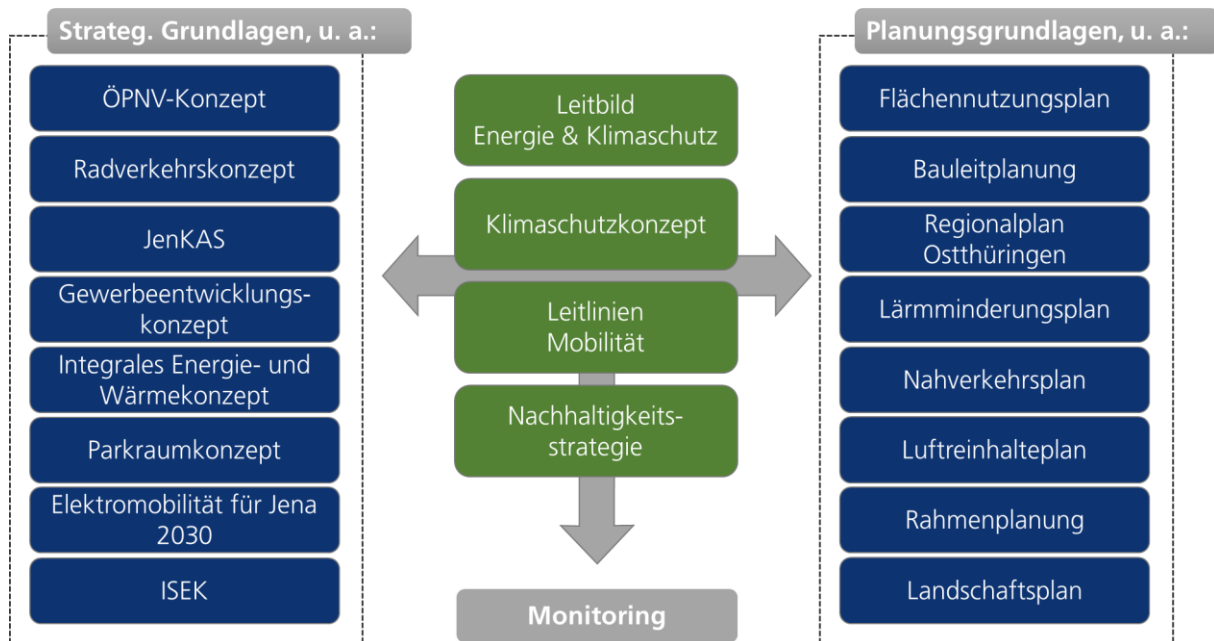 Strateg. Grundlagen, u. a.:
ÖPNV-Konzept
Radverkehrskonzept
JenKAS
Gewerbeentwicklungs-
konzept
Integrales Energie- und
Wärmekonzept
Parkraumkonzept
Elektromobilität für Jena
2030
ISEK
Leitbild
Energie & Klimaschutz
Klimaschutzkonzept
Leitlinien
Mobilität
Nachhaltigkeits-
strategie
Monitoring
Planungsgrundlagen, u. a.:
Flächennutzungsplan
Bauleitplanung
Regionalplan
Ostthüringen
Lärmminderungsplan
Nahverkehrsplan
Luftreinhalteplan
Rahmenplanung
Landschaftsplan